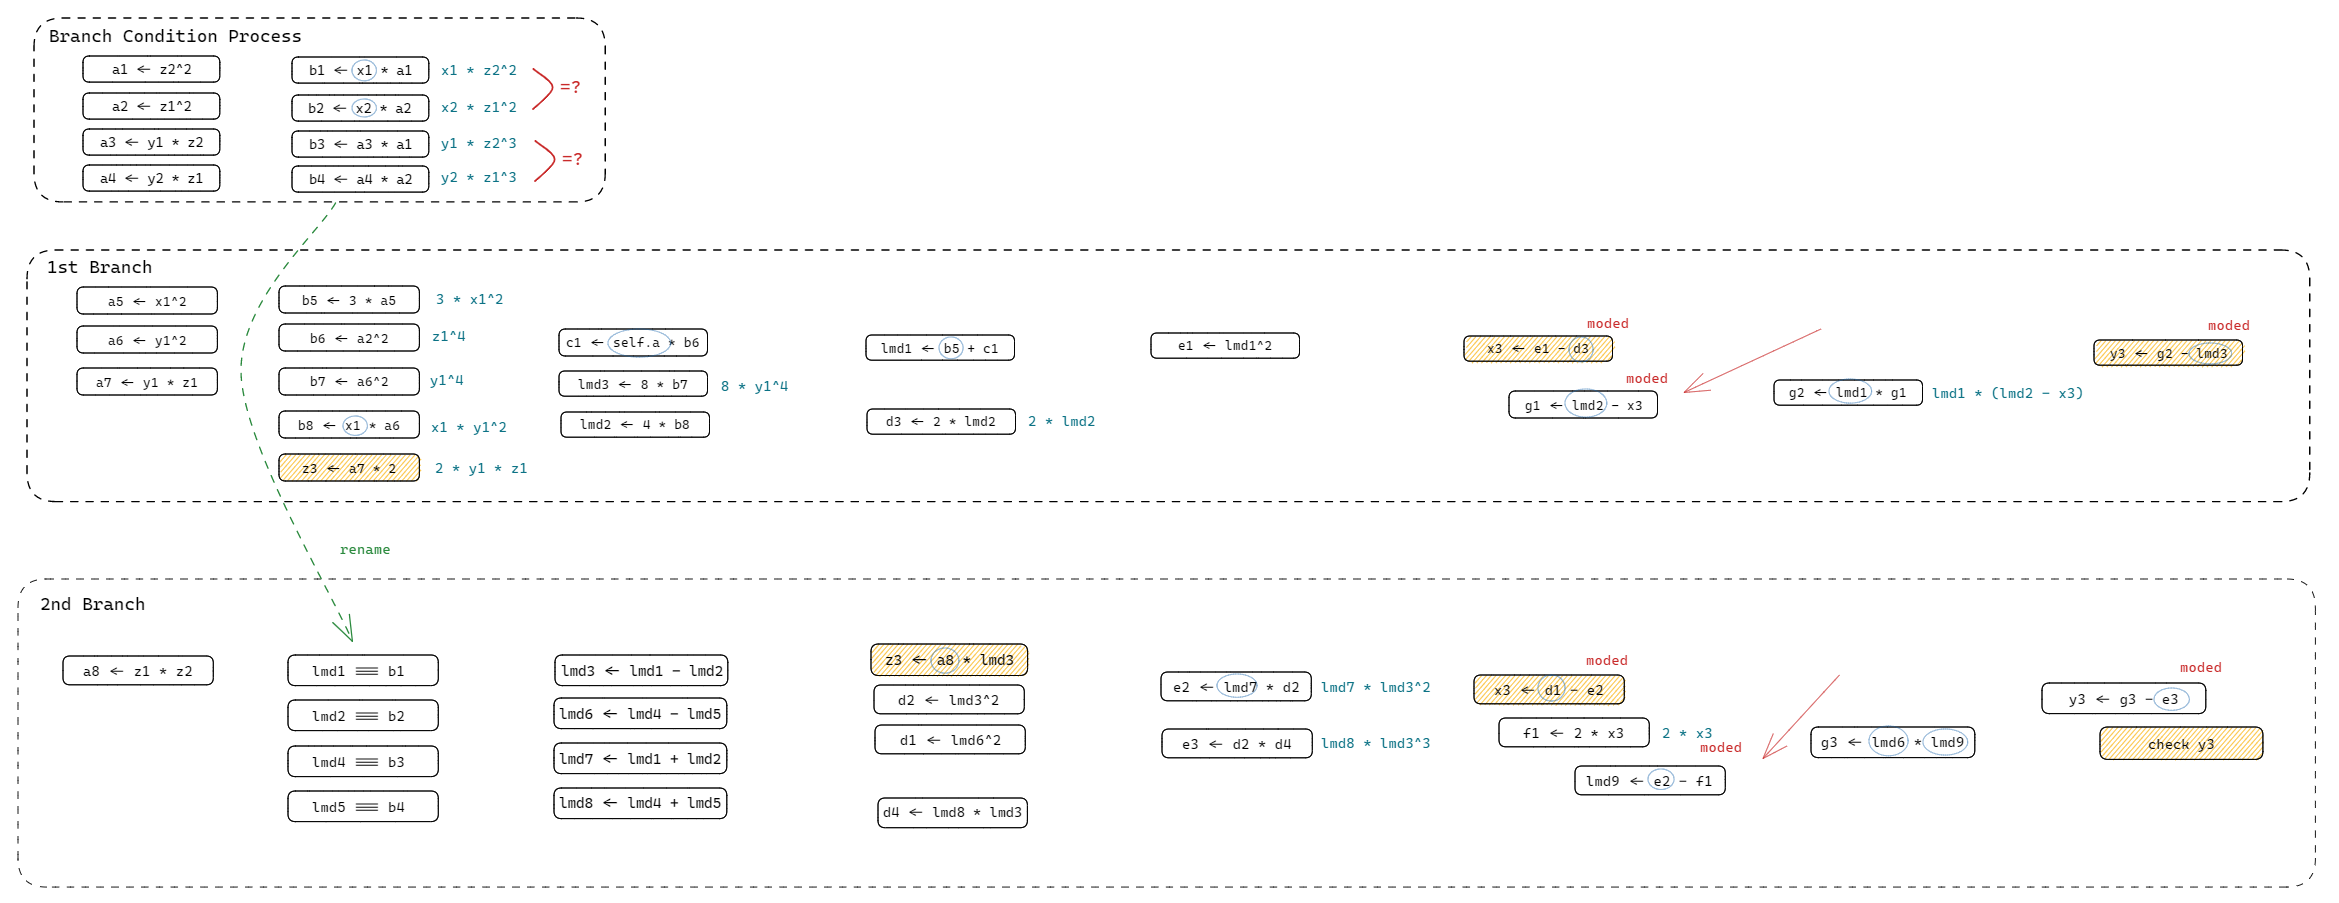 Branch Condition Process
a1 ← z2^2
b1 ← x1 * a1
x1 * z2^2
=?
a2 ← z1^2
b2 ← x2 * a2
x2 * z1^2
a3 ← y1 * z2
b3 ← a3 * a1
y1 * z2^3
=?
a4 ← y2 * z1
b4 ← a4 * a2
y2 * z1^3
1st Branch
a5 ← x1^2
a6 ← y1^2
a7 ← y1 * z1
b5 ← 3 * a5
3 * x1^2
b6 ← a2^2
z1^4
b7 ← a6^2
y1^4
b8 ← x1 * a6
x1 * y1^2
z3 ← a7 * 2
2 * y1 * z1
c1 ← self.a * b6
lmd3 ← 8 * b7
8 * y1^4
lmd2 ← 4 * b8
lmd1 ← b5 + c1
d3 ← 2 * lmd2
2 * lmd2
e1 ← lmd1^2
moded
x3 ← e1 − d3
moded
g1 ← lmd2 − x3
g2 ← lmd1 * g1
lmd1 * (lmd2 − x3)
moded
y3 ← g2 − lmd3
rename
2nd Branch
a8 ← z1 * z2
lmd1 ≡ b1
lmd2 ≡ b2
lmd4 ≡ b3
lmd5 ≡ b4
lmd3 ← lmd1 − lmd2
lmd6 ← lmd4 − lmd5
lmd7 ← lmd1 + lmd2
lmd8 ← lmd4 + lmd5
z3 ← a8 * lmd3
d2 ← lmd3^2
d1 ← lmd6^2
d4 ← lmd8 * lmd3
e2 ← lmd7 * d2
lmd7 * lmd3^2
e3 ← d2 * d4
lmd8 * lmd3^3
moded
x3 ← d1 − e2
f1 ← 2 * x3
2 * x3
moded
lmd9 ← e2 − f1
g3 ← lmd6 * lmd9
moded
y3 ← g3 − e3
check y3